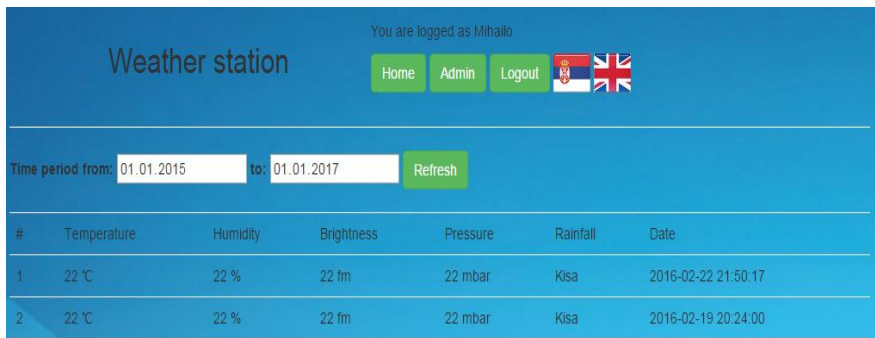 You are logged as Mihailo
Weather station
Home Admin Logout
Time period from: 01.01.2015 to: 01.01.2017 Refresh
# Temperature Humidity Brightness Pressure Rainfall Date
1 22 °C 22 % 22 fm 22 mbar Kisa 2016-02-22 21:50:17
2 22 °C 22 % 22 fm 22 mbar Kisa 2016-02-19 20:24:00